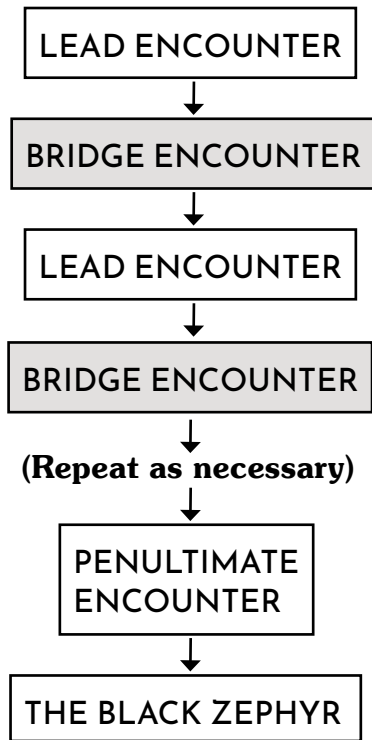 LEAD ENCOUNTER
BRIDGE ENCOUNTER
LEAD ENCOUNTER
BRIDGE ENCOUNTER
(Repeat as necessary)
PENULTIMATE
ENCOUNTER
THE BLACK ZEPHYR